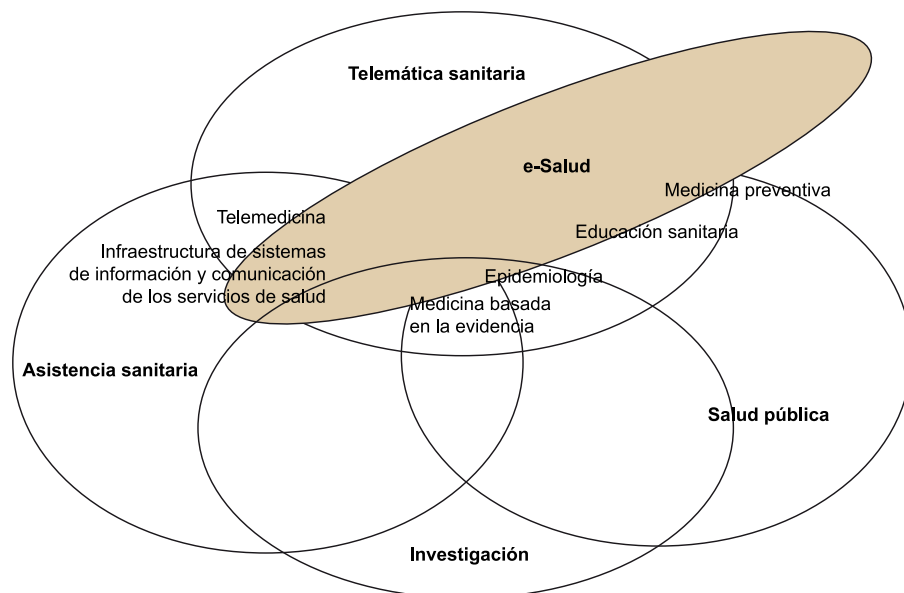 Telemática sanitaria
e-Salud
Medicina preventiva
Telemedicina
Educación sanitaria
Infraestructura de sistemas
de información y comunicación
de los servicios de salud
Epidemiología
Medicina basada
en la evidencia
Asistencia sanitaria
Salud pública
Investigación